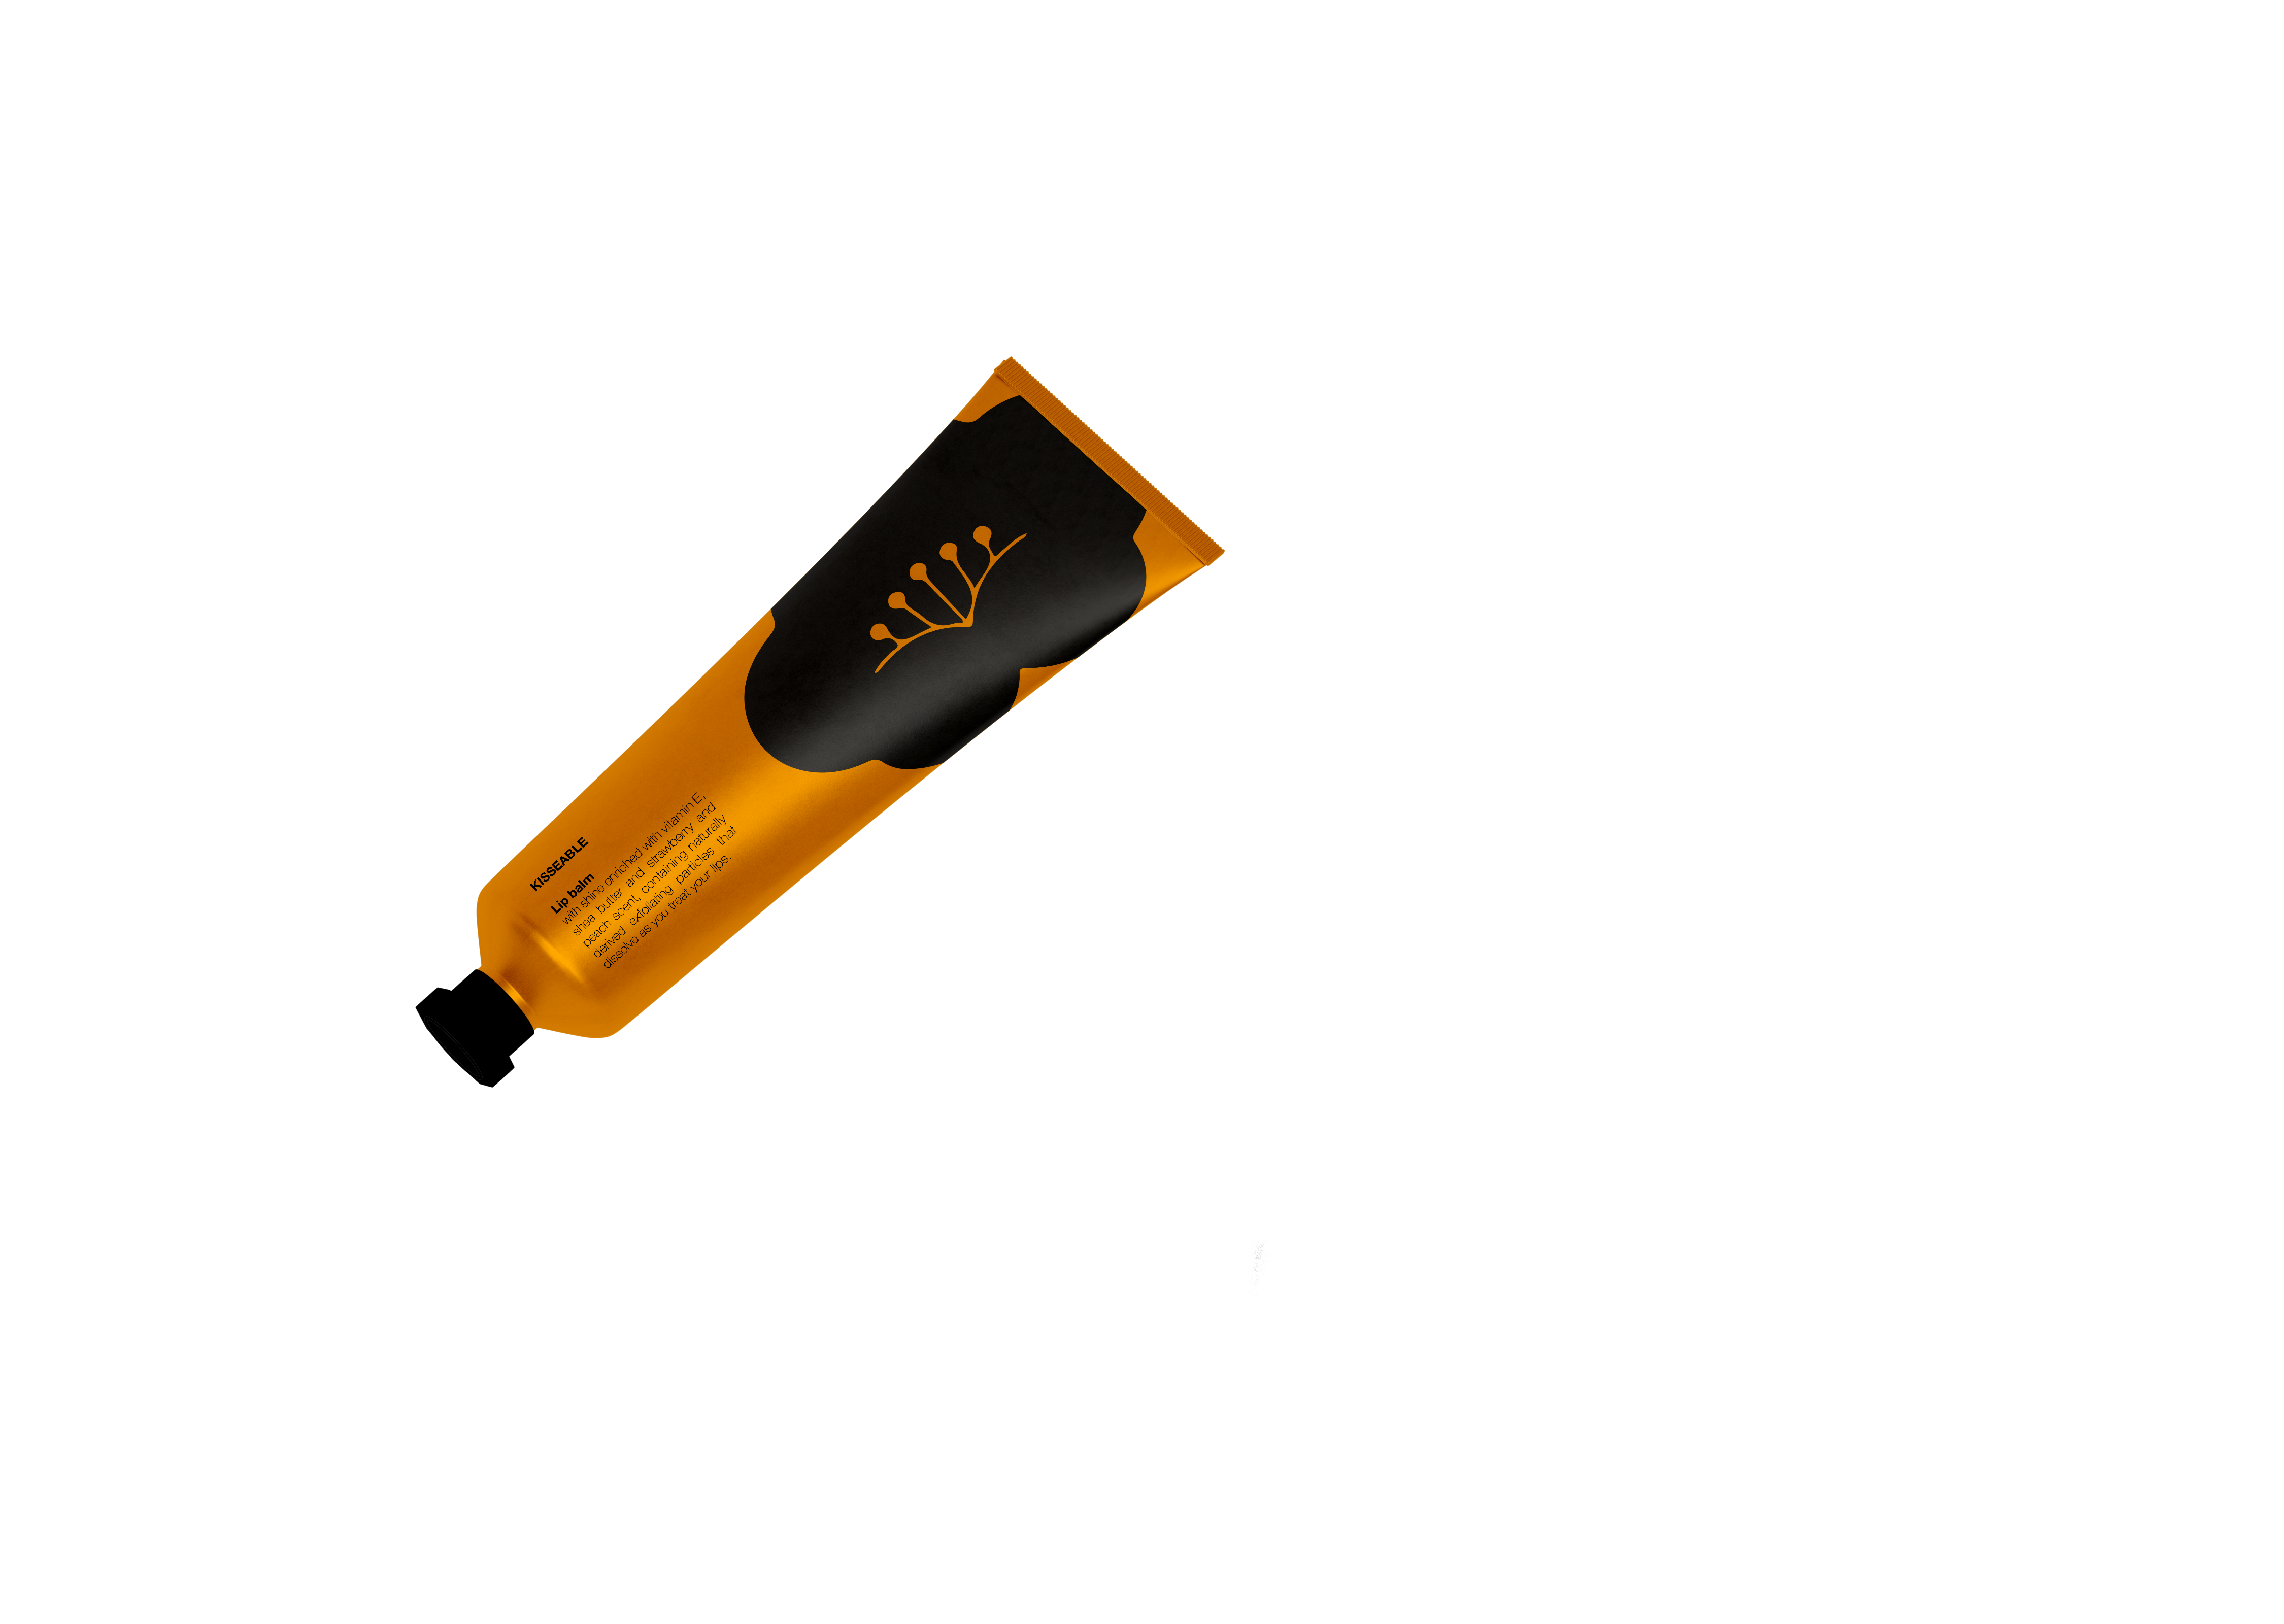 KISSEABLE
Lip balm
with shine enriched with vitamin E,
shea butter and strawberry and
peach scent, containing naturally
derived exfoliating particles that
dissolve as you treat your lips.